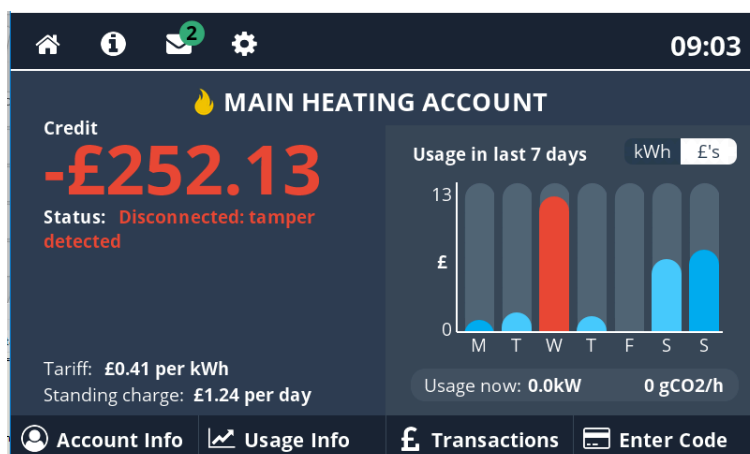 2
09:03
MAIN HEATING ACCOUNT
Credit
-£252.13
Status: Disconnected: tamper
detected
Tariff: £0.41 per kWh
Standing charge: £1.24 per day
Usage in last 7 days
kWh £'s
13
£
0
M T W T F S S
Usage now: 0.0kW 0 gCO2/h
Account Info Usage Info £ Transactions Enter Code